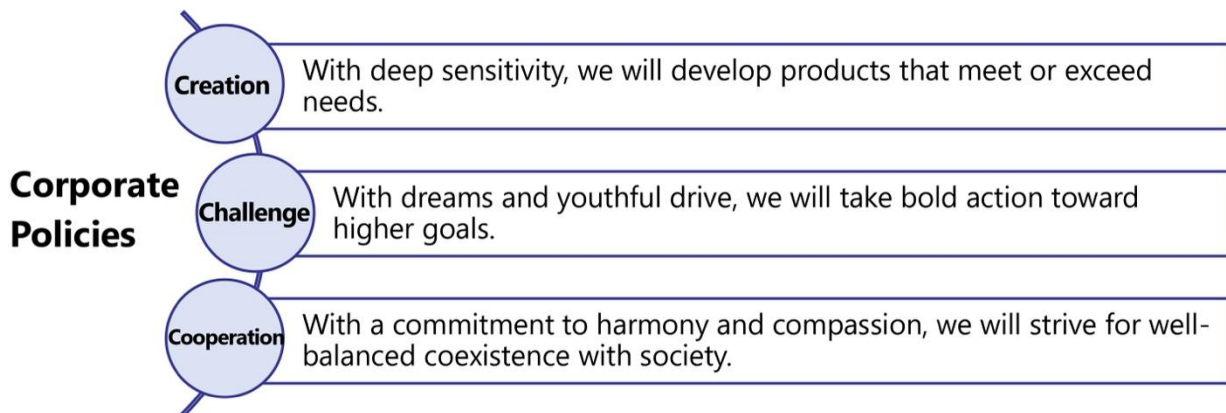 Corporate
Policies
Creation
With deep sensitivity, we will develop products that meet or exceed
needs.
Challenge
With dreams and youthful drive, we will take bold action toward
higher goals.
Cooperation
With a commitment to harmony and compassion, we will strive for well-
balanced coexistence with society.